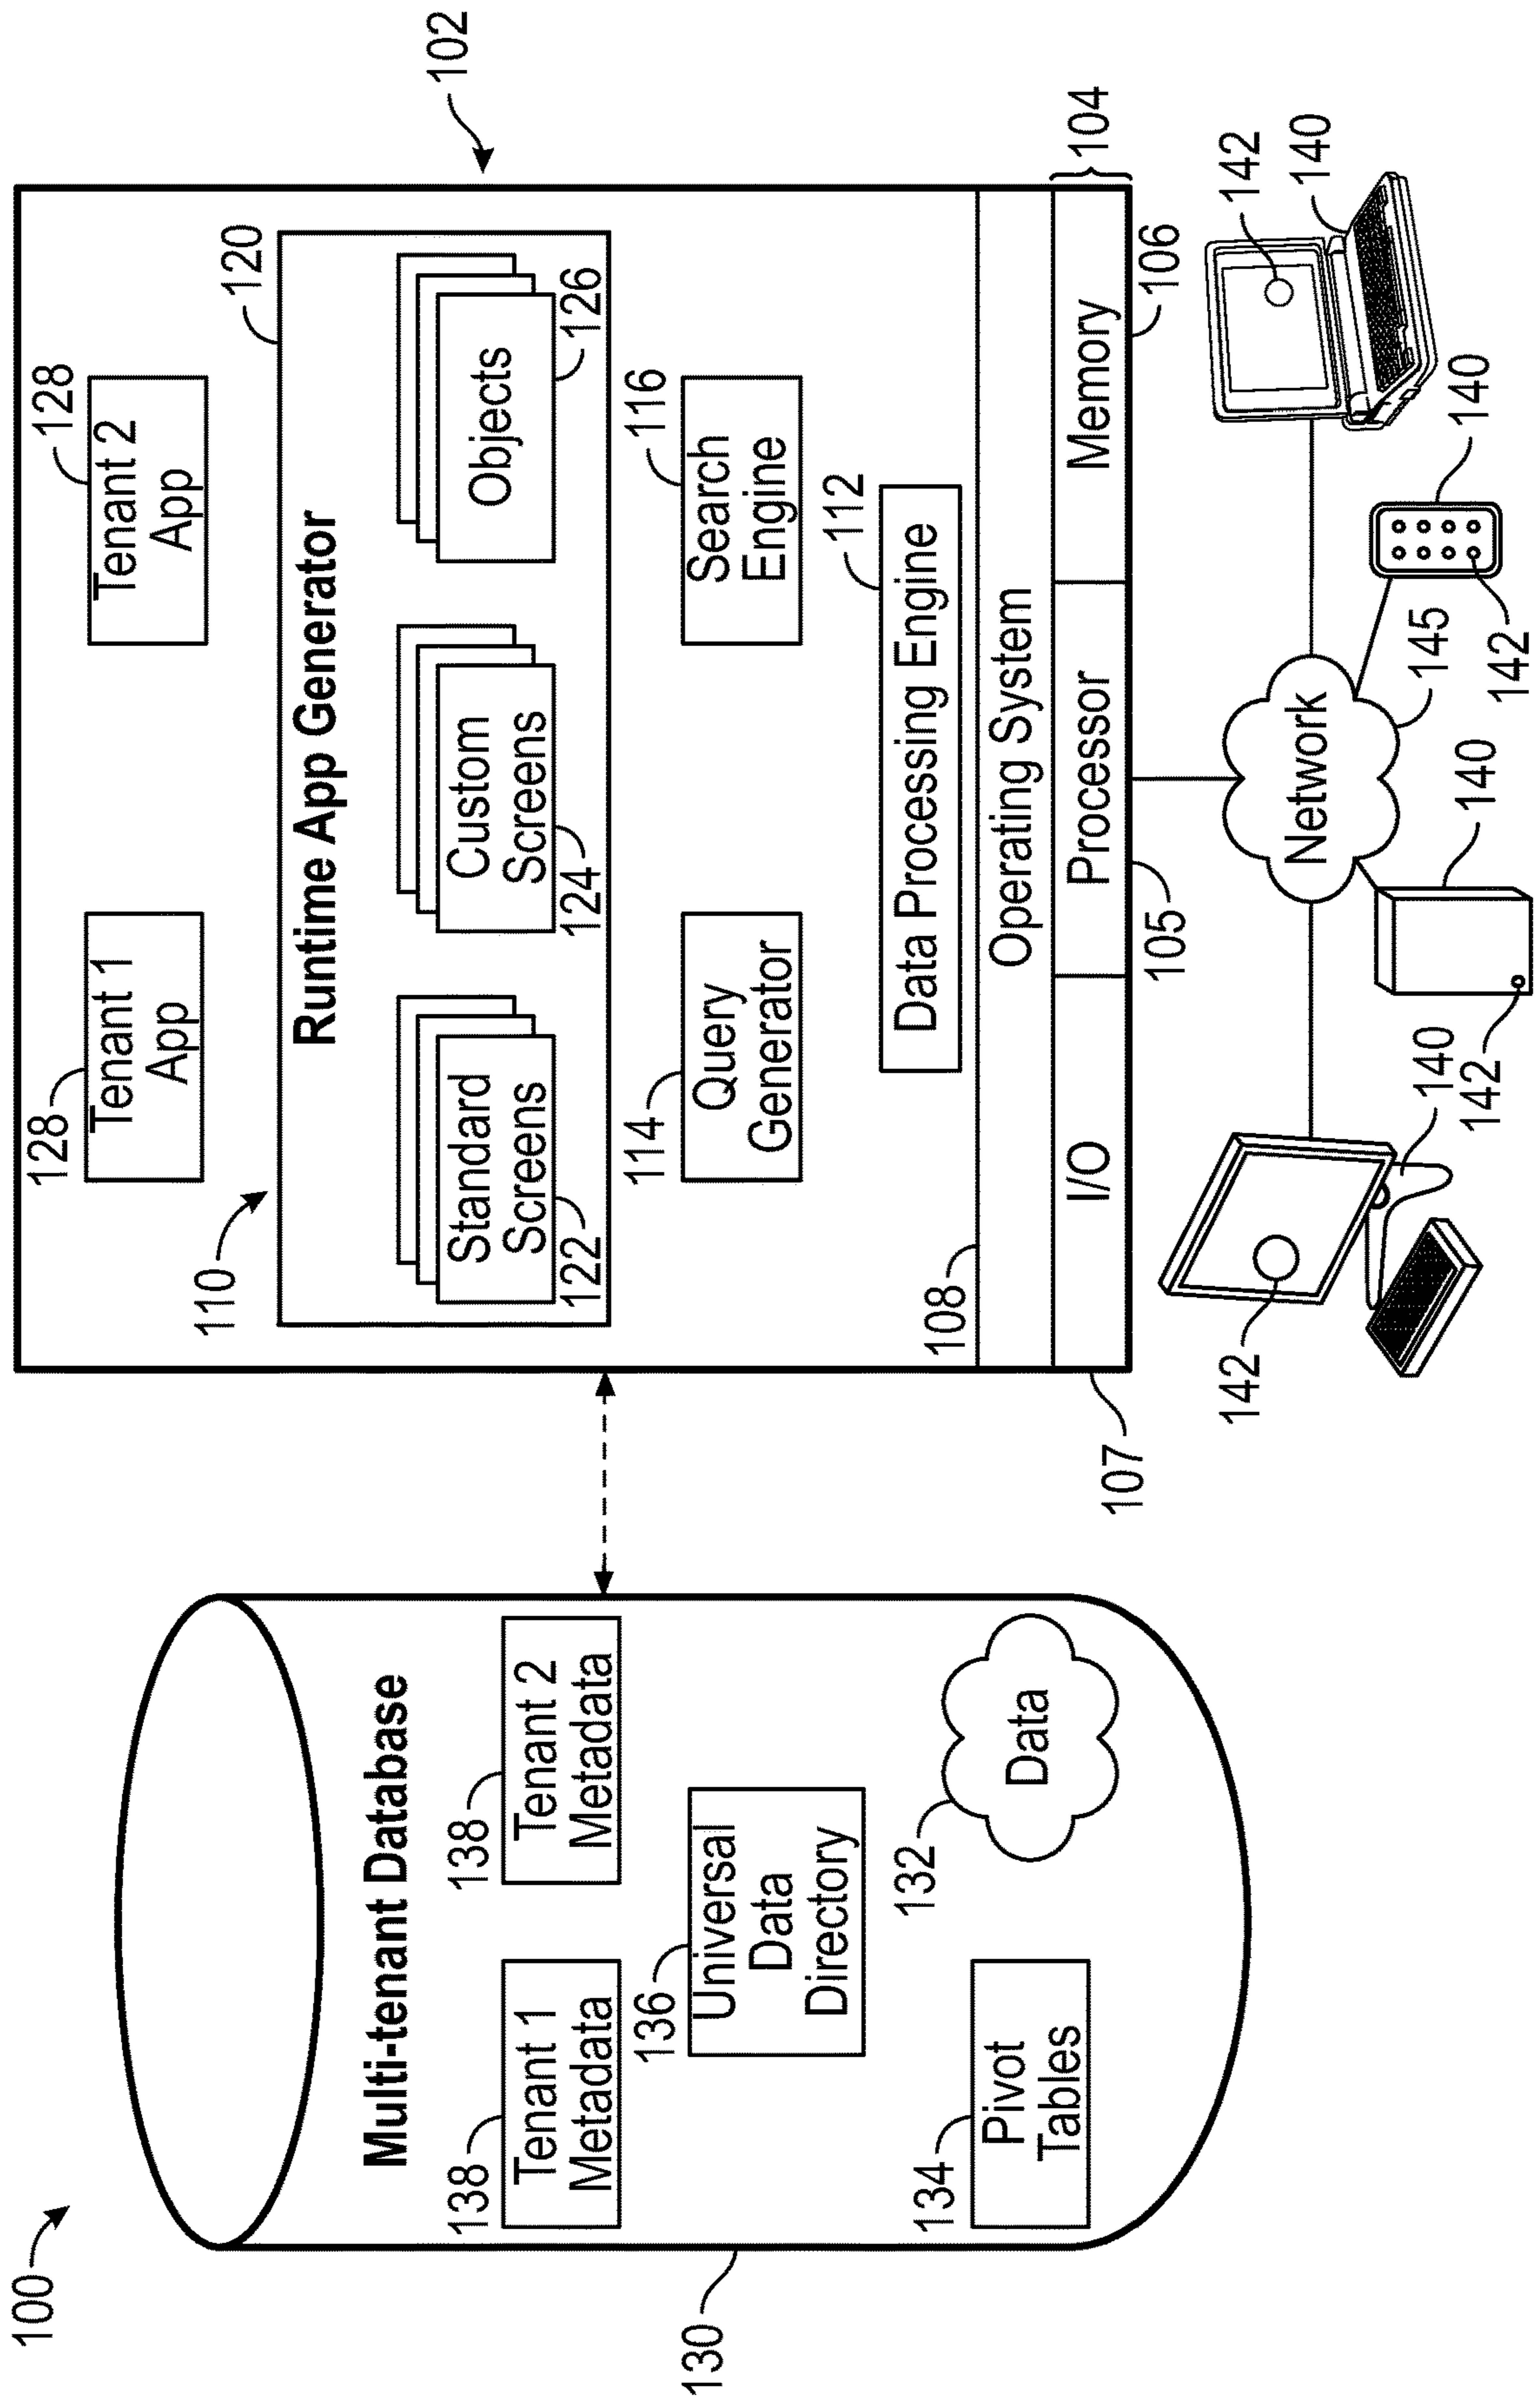 100
Multi-tenant Database
138
Tenant 1
Metadata
138
Tenant 2
Metadata
136
Universal
Data
Directory
134
Pivot
Tables
132
Data
130
102
128
Tenant 1
App
128
Tenant 2
App
110
120
Runtime App Generator
Standard
Screens
122
Custom
Screens
124
Objects
126
114
Query
Generator
116
Search
Engine
112
Data Processing Engine
108
Operating System
I/O
Processor
Memory
104
107
105
106
Network
145
142
140
142
140
142
140
142
140